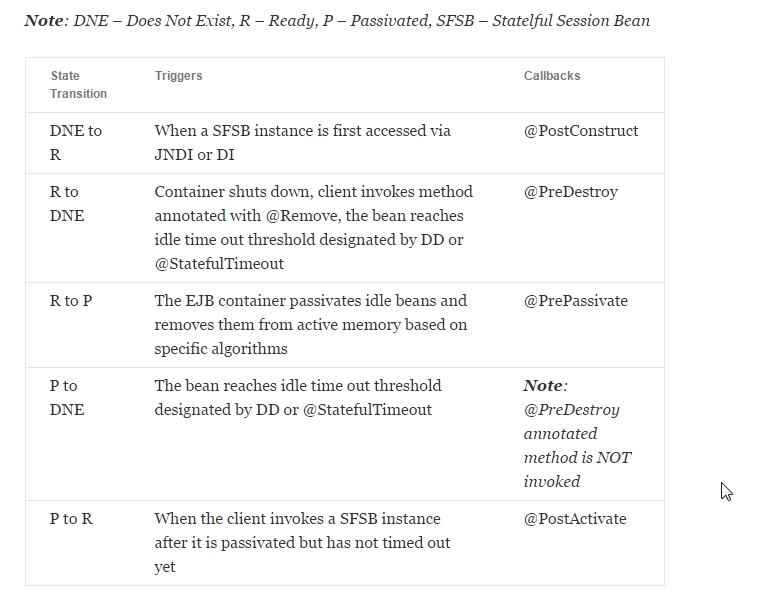 Note: DNE – Does Not Exist, R – Ready, P – Passivated, SFSB – Statelful Session Bean
State
Transition
Triggers
Callbacks
DNE to
R
When a SFSB instance is first accessed via
JNDI or DI
@PostConstruct
R to
DNE
Container shuts down, client invokes method
annotated with @Remove, the bean reaches
idle time out threshold designated by DD or
@StatefulTimeout
@PreDestroy
R to P
The EJB container passivates idle beans and
removes them from active memory based on
specific algorithms
@PrePassivate
P to
DNE
The bean reaches idle time out threshold
designated by DD or @StatefulTimeout
Note:
@PreDestroy
annotated
method is NOT
invoked
P to R
When the client invokes a SFSB instance
after it is passivated but has not timed out
yet
@PostActivate